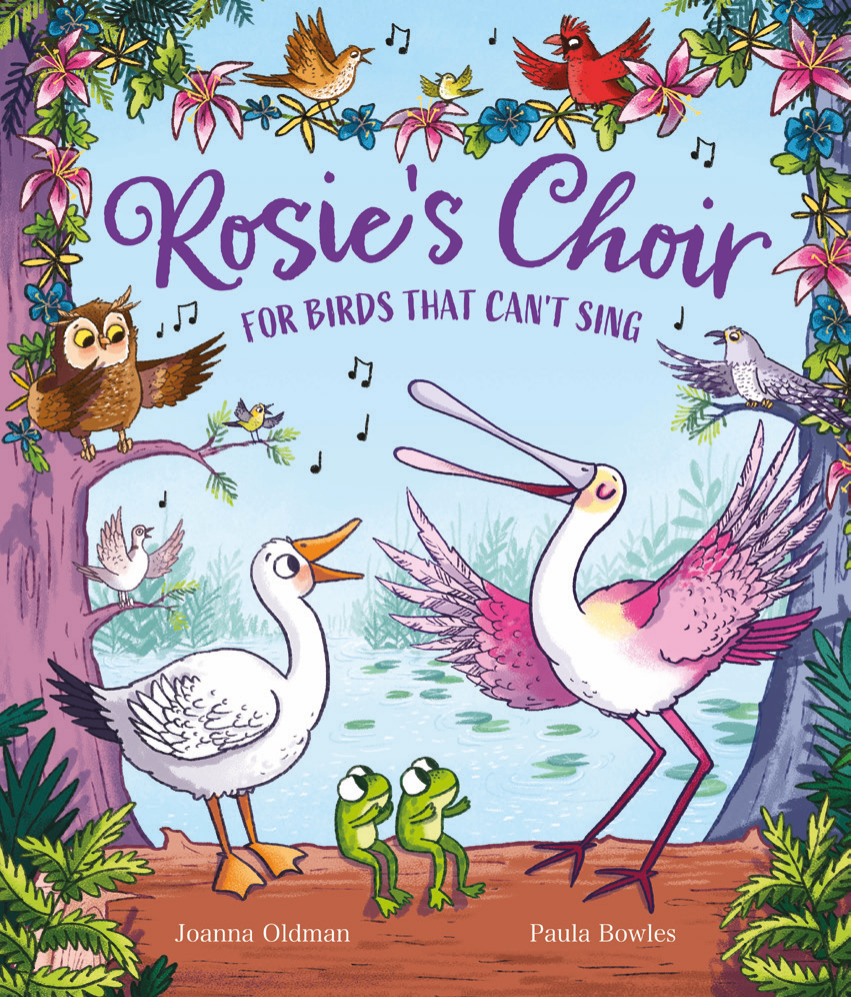 Rosie's Choir
FOR BIRDS THAT CAN'T SING
Joanna Oldman
Paula Bowles